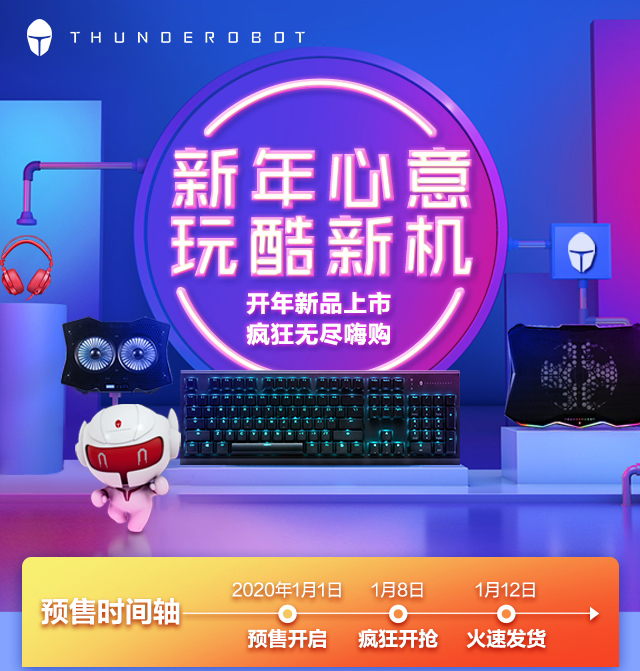 THUNDEROBOT
新年心意
玩酷新机
开年新品上市
疯狂无尽嗨购
预售时间轴
2020年1月1日
预售开启
1月8日
疯狂开抢
1月12日
火速发货